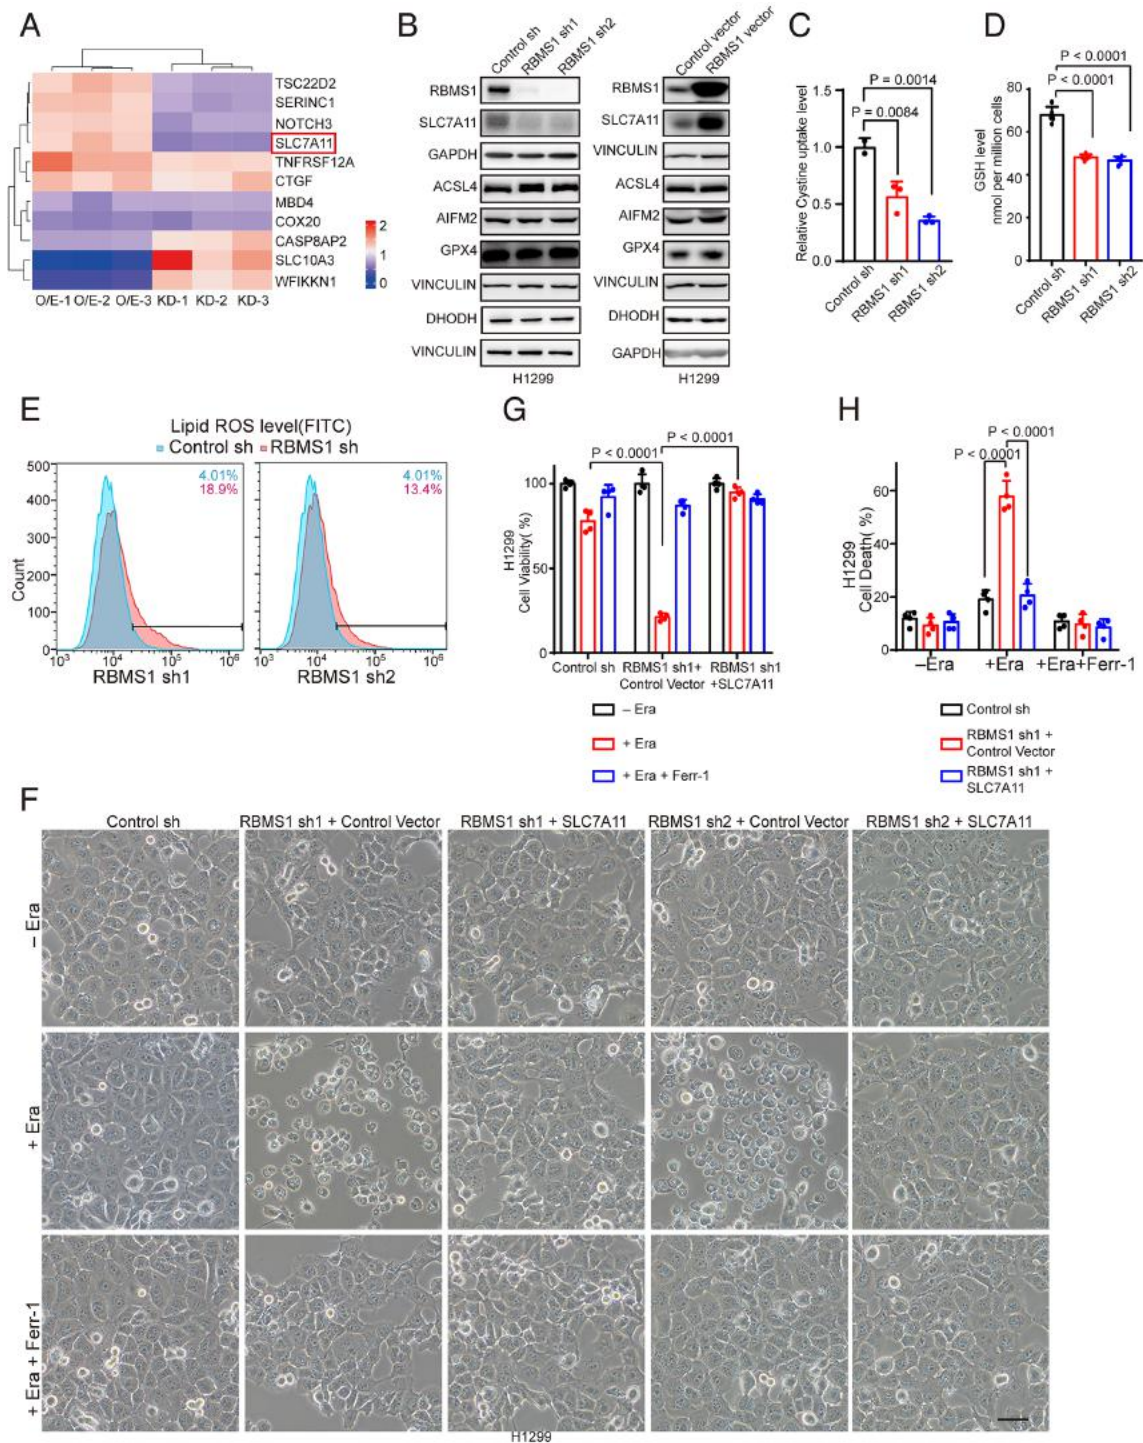 A
TSC22D2
SERINC1
NOTCH3
SLC7A11
TNFRSF12A
CTGF
MBD4
COX20
CASP8AP2
SLC10A3
WFIKKN1
O/E-1 O/E-2 O/E-3 KD-1 KD-2 KD-3
2
1
0
B
Control sh
RBMS1 sh1
RBMS1 sh2
RBMS1
SLC7A11
GAPDH
ACSL4
AIFM2
GPX4
VINCULIN
DHODH
VINCULIN
H1299
Control vector
RBMS1 vector
RBMS1
SLC7A11
VINCULIN
ACSL4
AIFM2
GPX4
VINCULIN
DHODH
GAPDH
H1299
C
P = 0.0014
P = 0.0084
Relative Cystine uptake level
1.5
1.0
0.5
0.0
Control sh
RBMS1 sh1
RBMS1 sh2
D
P < 0.0001
P < 0.0001
GSH level
nmol per million cells
80
60
40
20
0
Control sh
RBMS1 sh1
RBMS1 sh2
E
Lipid ROS level(FITC)
Control sh RBMS1 sh
Count
500
400
300
200
100
0
4.01%
18.9%
10³ 10⁴ 10⁵ 10⁶
RBMS1 sh1
4.01%
13.4%
10³ 10⁴ 10⁵ 10⁶
RBMS1 sh2
G
P < 0.0001
P < 0.0001
H1299
Cell Viability( %)
100
50
0
Control sh
RBMS1 sh1+
Control Vector
RBMS1 sh1
+SLC7A11
– Era
+ Era
+ Era + Ferr-1
H
P < 0.0001
P < 0.0001
H1299
Cell Death( %)
60
40
20
0
–Era
+Era
+Era+Ferr-1
Control sh
RBMS1 sh1 +
Control Vector
RBMS1 sh1 +
SLC7A11
F
Control sh
RBMS1 sh1 + Control Vector
RBMS1 sh1 + SLC7A11
RBMS1 sh2 + Control Vector
RBMS1 sh2 + SLC7A11
– Era
+ Era
+ Era + Ferr-1
H1299